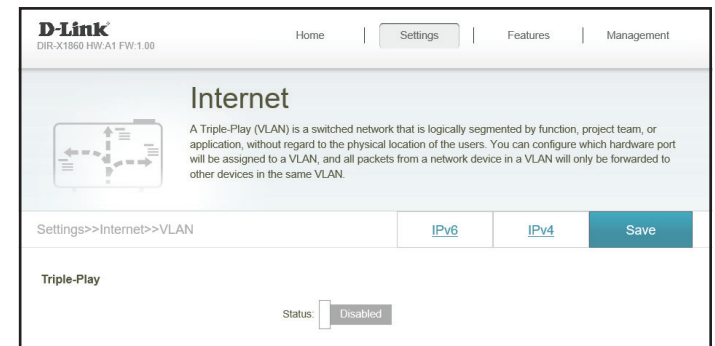 D-Link
DIR-X1860 HW:A1 FW:1.00
Home
Settings
Features
Management
Internet
A Triple-Play (VLAN) is a switched network that is logically segmented by function, project team, or
application, without regard to the physical location of the users. You can configure which hardware port
will be assigned to a VLAN, and all packets from a network device in a VLAN will only be forwarded to
other devices in the same VLAN.
Settings>>Internet>>VLAN
IPv6
IPv4
Save
Triple-Play
Status: Disabled